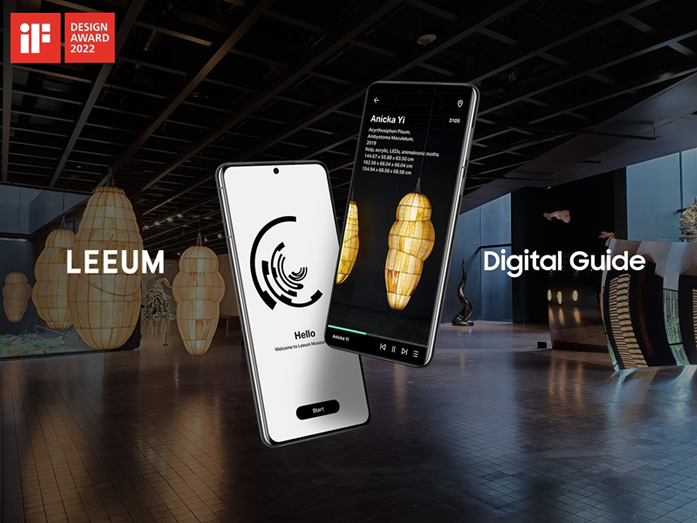 iF
DESIGN
AWARD
2022
LEEUM
Digital Guide
Hello
Welcome to Leeum Museum
Start
Anicka Yi
3105
Acyrthosiphon Pisum,
Ambystoma Maculatum,
2019
Kelp, acrylic, LEDs, animatronic moths
144.67 x 55.88 x 63.50 cm
162.56 x 66.04 x 66.04 cm
154.94 x 68.58 x 68.58 cm
Anicka Yi